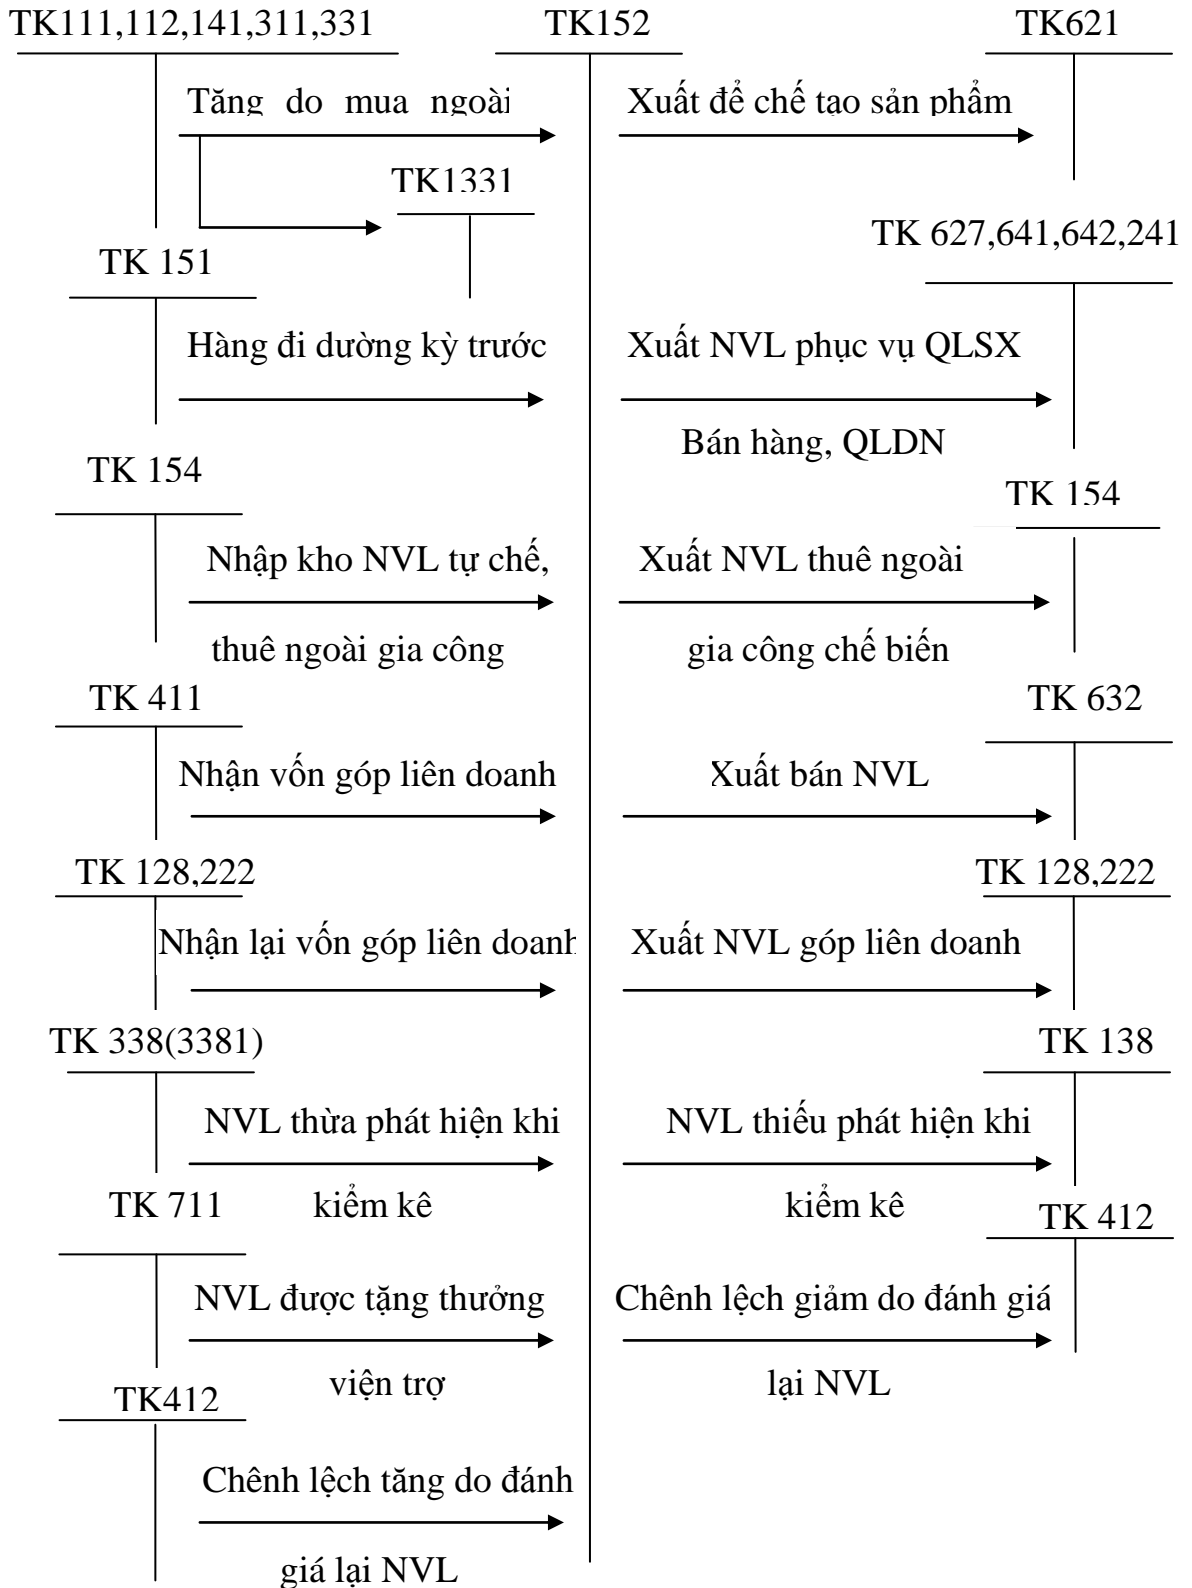 TK111,112,141,311,331 TK152 TK621
Tăng do mua ngoài Xuất để chế tạo sản phẩm
TK1331
TK 627,641,642,241
TK 151
Hàng đi dường kỳ trước Xuất NVL phục vụ QLSX
Bán hàng, QLDN
TK 154
TK 154
Nhập kho NVL tự chế, Xuất NVL thuê ngoài
thuê ngoài gia công gia công chế biến
TK 411 TK 632
Nhận vốn góp liên doanh Xuất bán NVL
TK 128,222 TK 128,222
Nhận lại vốn góp liên doanh Xuất NVL góp liên doanh
TK 338(3381) TK 138
NVL thừa phát hiện khi NVL thiếu phát hiện khi
TK 711 kiểm kê kiểm kê TK 412
NVL được tặng thưởng Chênh lệch giảm do đánh giá
viện trợ lại NVL
TK412
Chênh lệch tăng do đánh
giá lại NVL